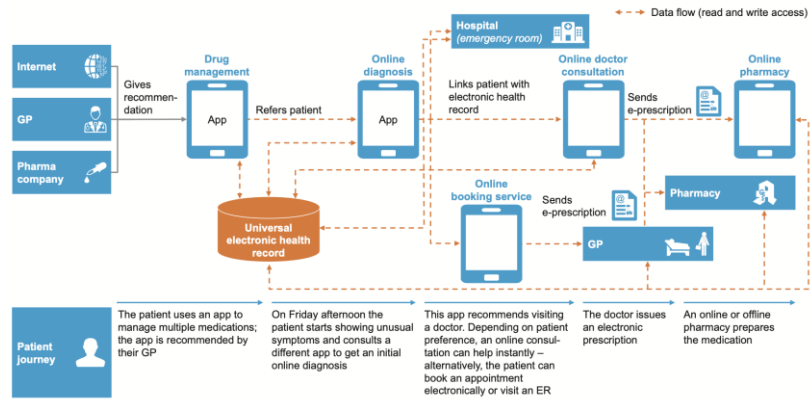 Data flow (read and write access)
Hospital
(emergency room)
Internet
GP
Pharma
company
Gives
recommen-
dation
Drug
management
App
Refers patient
Online
diagnosis
App
Links patient with
electronic health
record
Online doctor
consultation
Sends
e-prescription
@
Online
pharmacy
Universal
electronic health
record
Online
booking service
Sends
e-prescription
@
GP
Pharmacy
Patient
journey
The patient uses an app to
manage multiple medications;
the app is recommended by
their GP
On Friday afternoon the
patient starts showing unusual
symptoms and consults a
different app to get an initial
online diagnosis
This app recommends visiting
a doctor. Depending on patient
preference, an online consul-
tation can help instantly –
alternatively, the patient can
book an appointment
electronically or visit an ER
The doctor issues
an electronic
prescription
An online or offline
pharmacy prepares
the medication